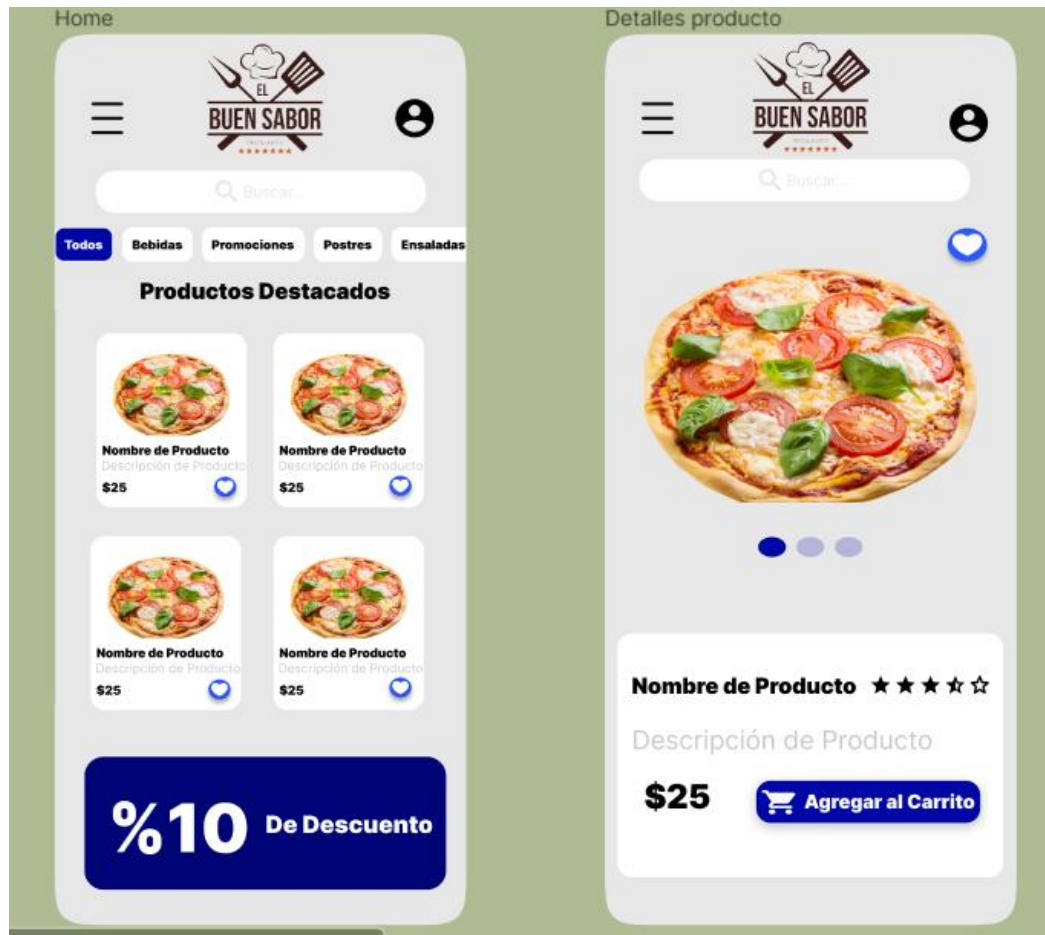 Home
EL
BUEN SABOR
Buscar...
Todos Bebidas Promociones Postres Ensaladas
Productos Destacados
Nombre de Producto
Descripción de Producto
$25
Nombre de Producto
Descripción de Producto
$25
Nombre de Producto
Descripción de Producto
$25
Nombre de Producto
Descripción de Producto
$25
%10 De Descuento
Detalles producto
EL
BUEN SABOR
Buscar...
Nombre de Producto
Descripción de Producto
$25
Agregar al Carrito